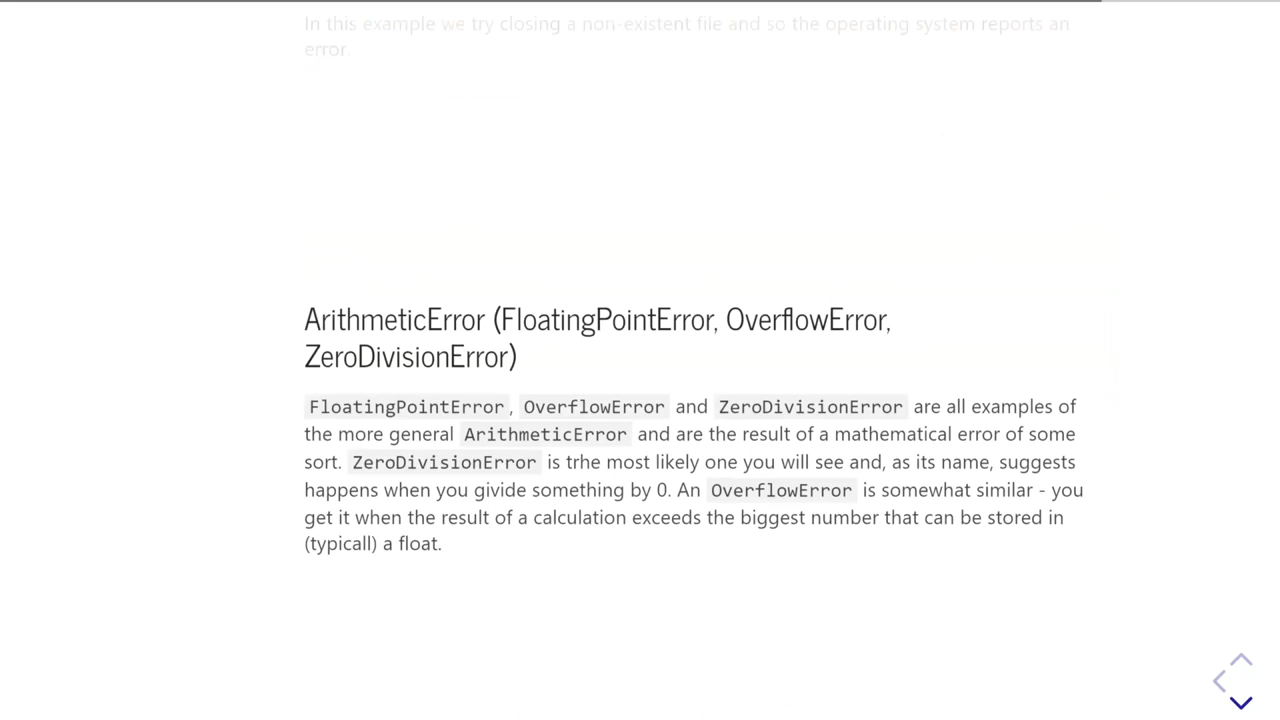 In this example we try closing a non-existent file and so the operating system reports an
error.
ArithmeticError (FloatingPointError, OverflowError,
ZeroDivisionError)
FloatingPointError, OverflowError and ZeroDivisionError are all examples of
the more general ArithmeticError and are the result of a mathematical error of some
sort. ZeroDivisionError is trhe most likely one you will see and, as its name, suggests
happens when you givide something by 0. An OverflowError is somewhat similar - you
get it when the result of a calculation exceeds the biggest number that can be stored in
(typicall) a float.